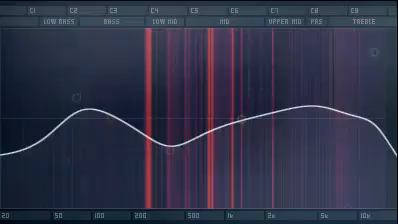 C1 C2 C3 C4 C5 C6 C7 C8 C9
LOW BASS BASS LOW MID MID UPPER MID PRS TREBLE
20 50 100 200 500 1k 2k 5k 10k